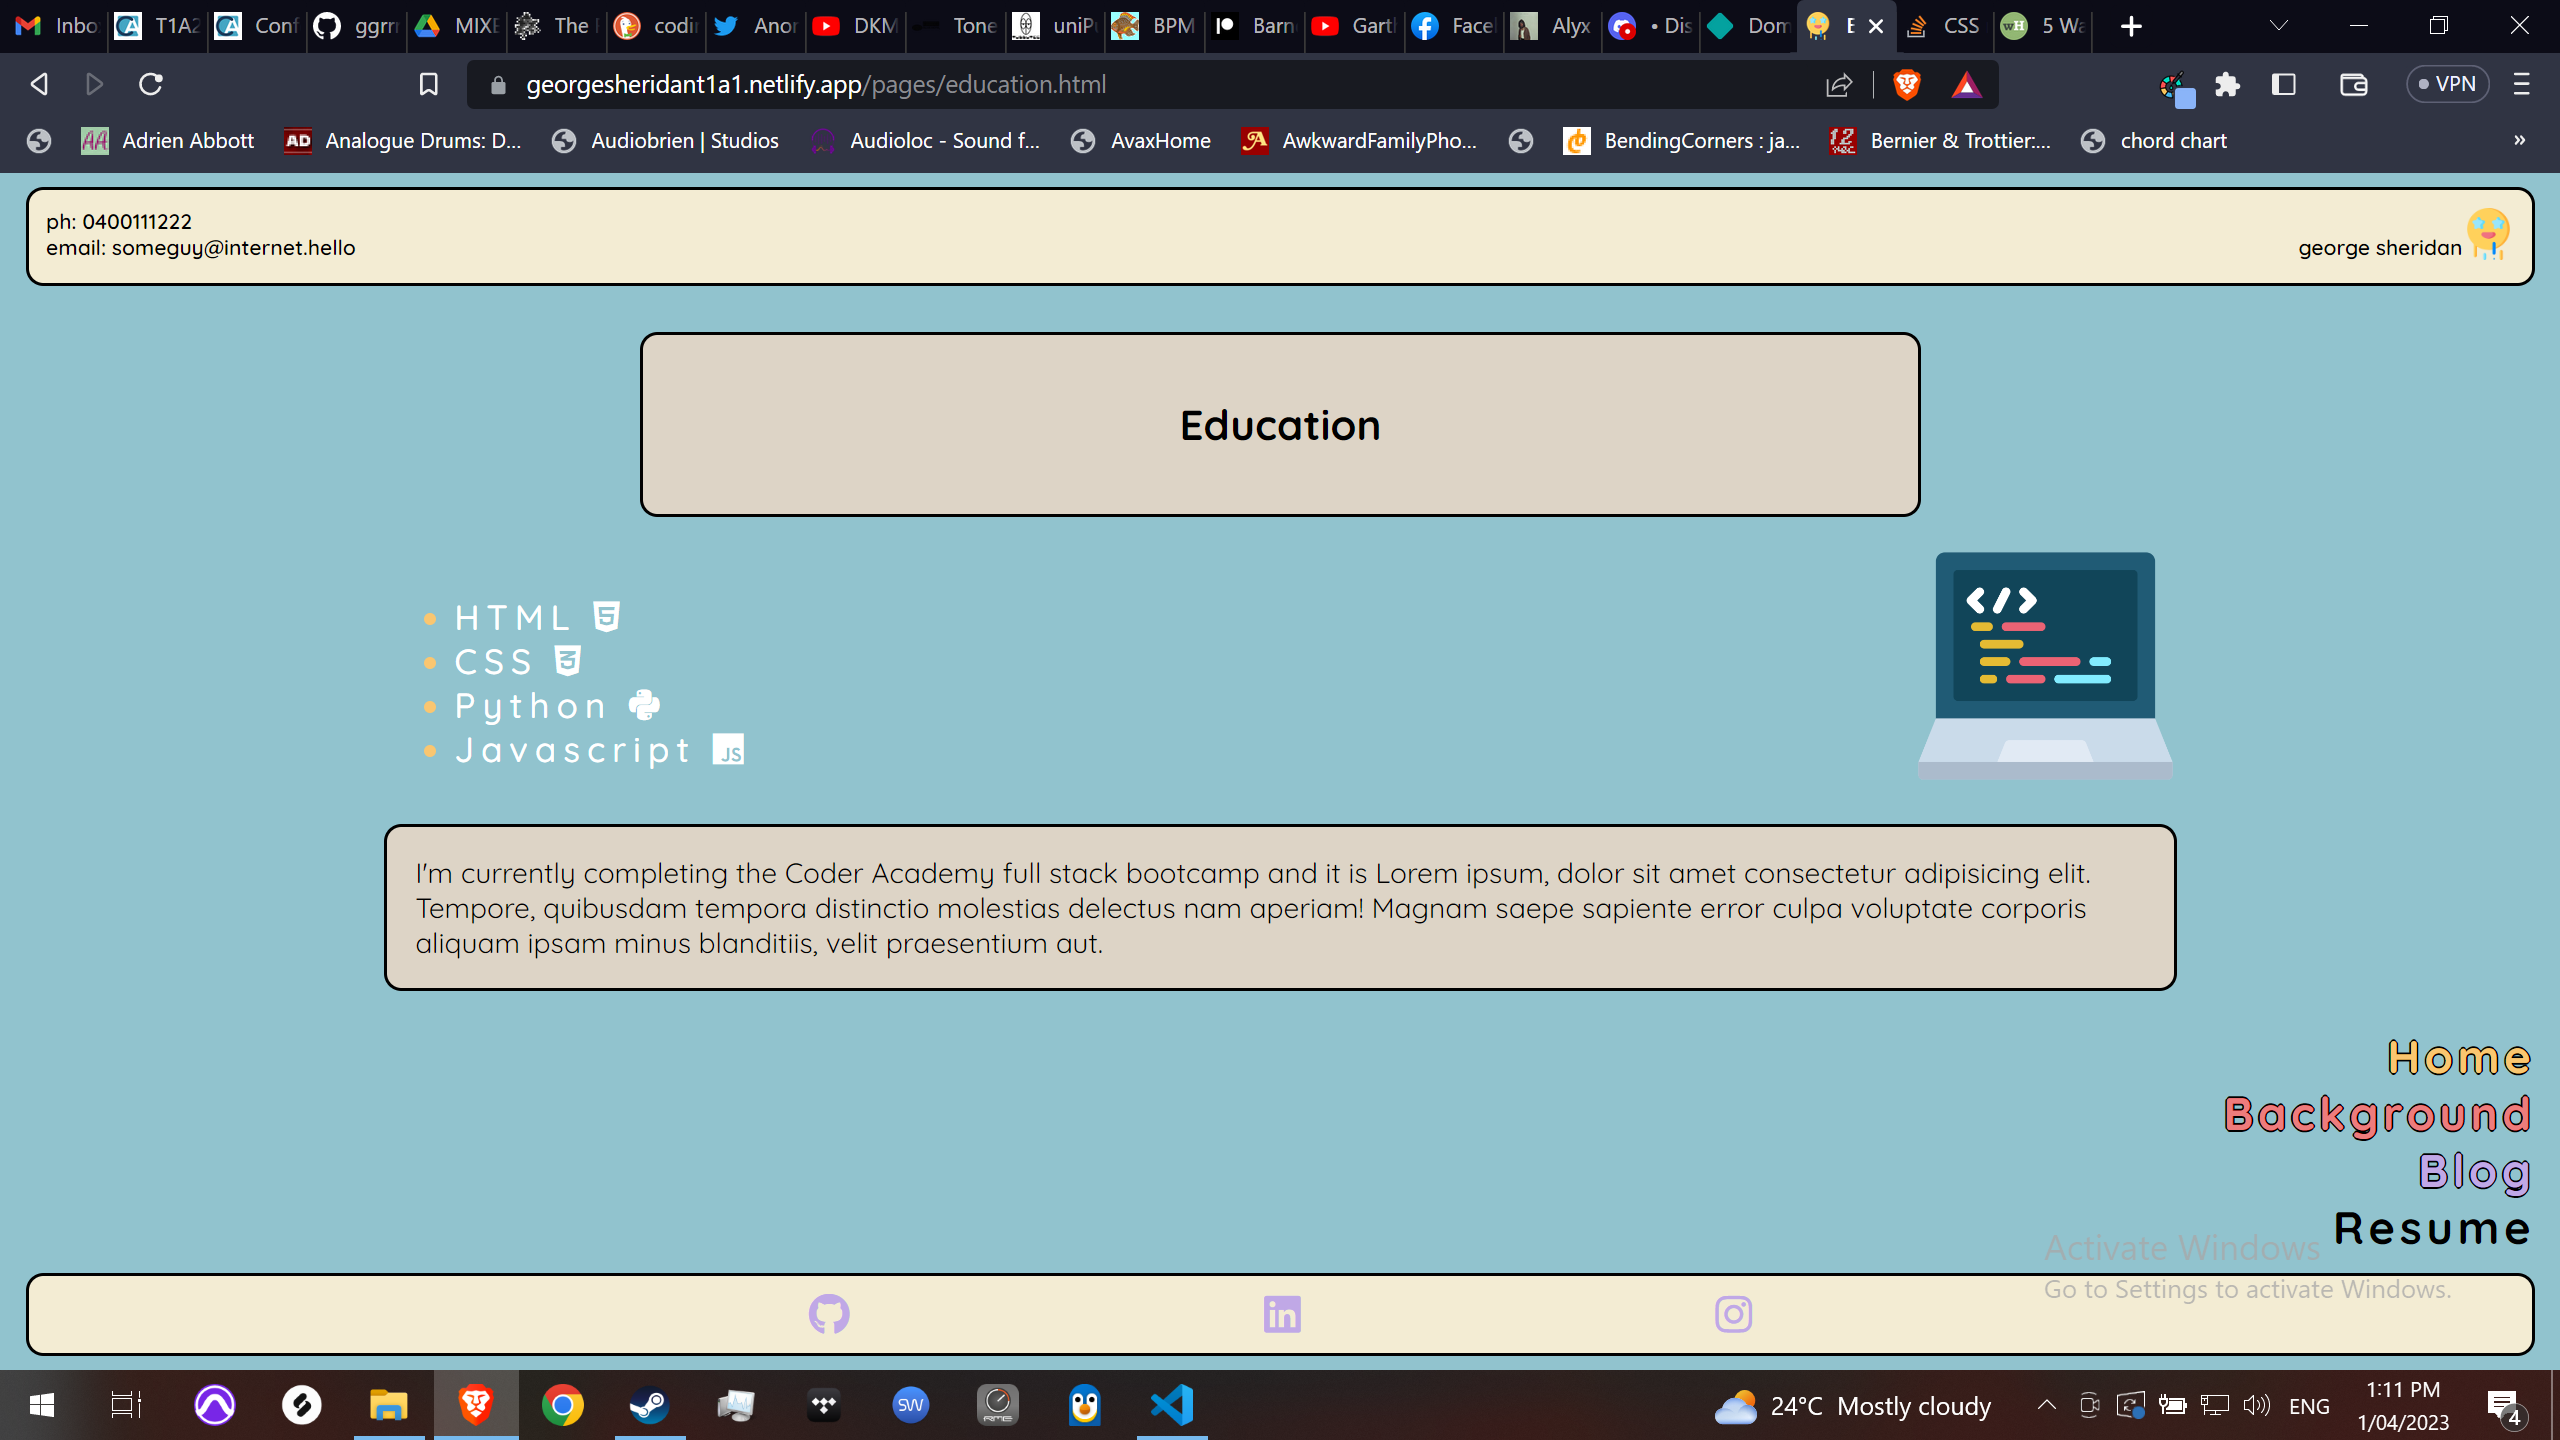 Inbo
T1A2
Conf
ggrrr
MIXE
The
codi
Anor
DKM
Tone
uniP
BPM
Barn
Gart
Face
Alyx
• Dis
Dom
E
CSS
5 Wa
georgesheridant1a1.netlify.app/pages/education.html
VPN
Adrien Abbott
AD Analogue Drums: D...
Audiobrien | Studios
Audioloc - Sound f...
AvaxHome
AwkwardFamilyPho...
BendingCorners : ja...
Bernier & Trottier:...
chord chart
»
ph: 0400111222
email: someguy@internet.hello
george sheridan
Education
HTML
CSS
Python
Javascript JS
I'm currently completing the Coder Academy full stack bootcamp and it is Lorem ipsum, dolor sit amet consectetur adipisicing elit.
Tempore, quibusdam tempora distinctio molestias delectus nam aperiam! Magnam saepe sapiente error culpa voluptate corporis
aliquam ipsam minus blanditiis, velit praesentium aut.
Home
Background
Blog
Resume
Activate Windows
Go to Settings to activate Windows.
24°C Mostly cloudy
ENG
1:11 PM
1/04/2023
4